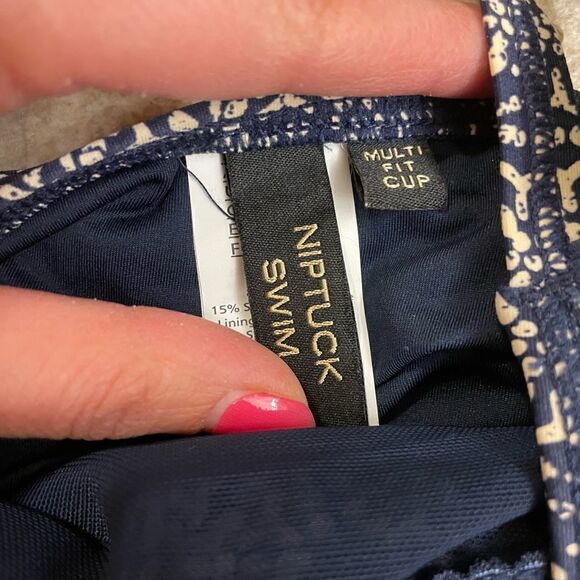 NIPTUCK
SWIM
MULTI
FIT
CUP
15% S
Lining